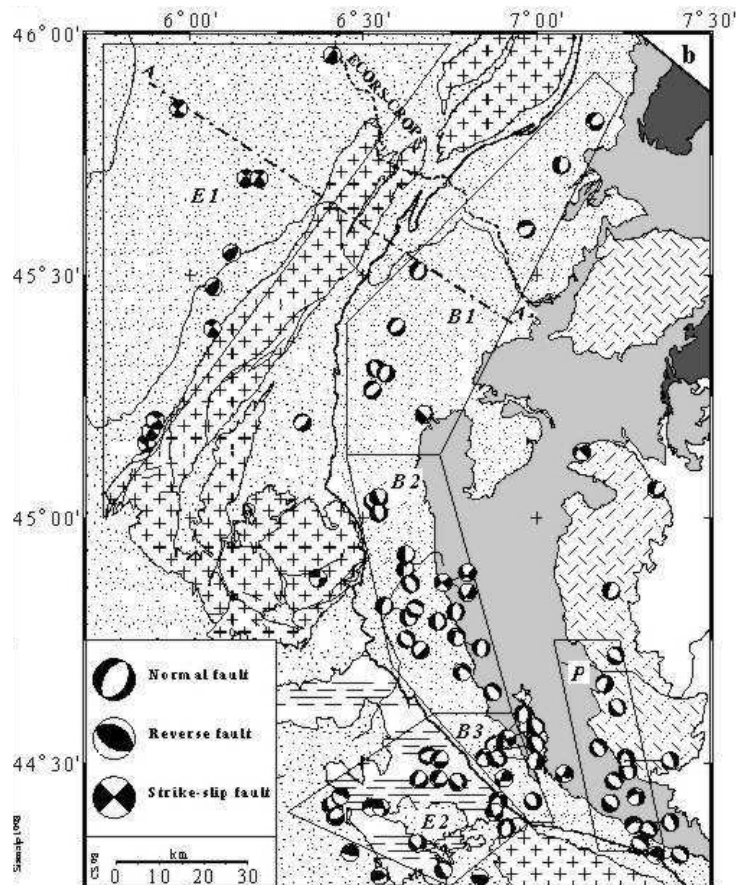 6°00' 6°30' 7°00' 7°30'
46°00'
b
A
ECORS-CROP
E1
45°30'
B1
A'
B2
45°00'
P
Normal fault
Reverse fault
B3
44°30'
Strike-slip fault
E2
km
0 10 20 30